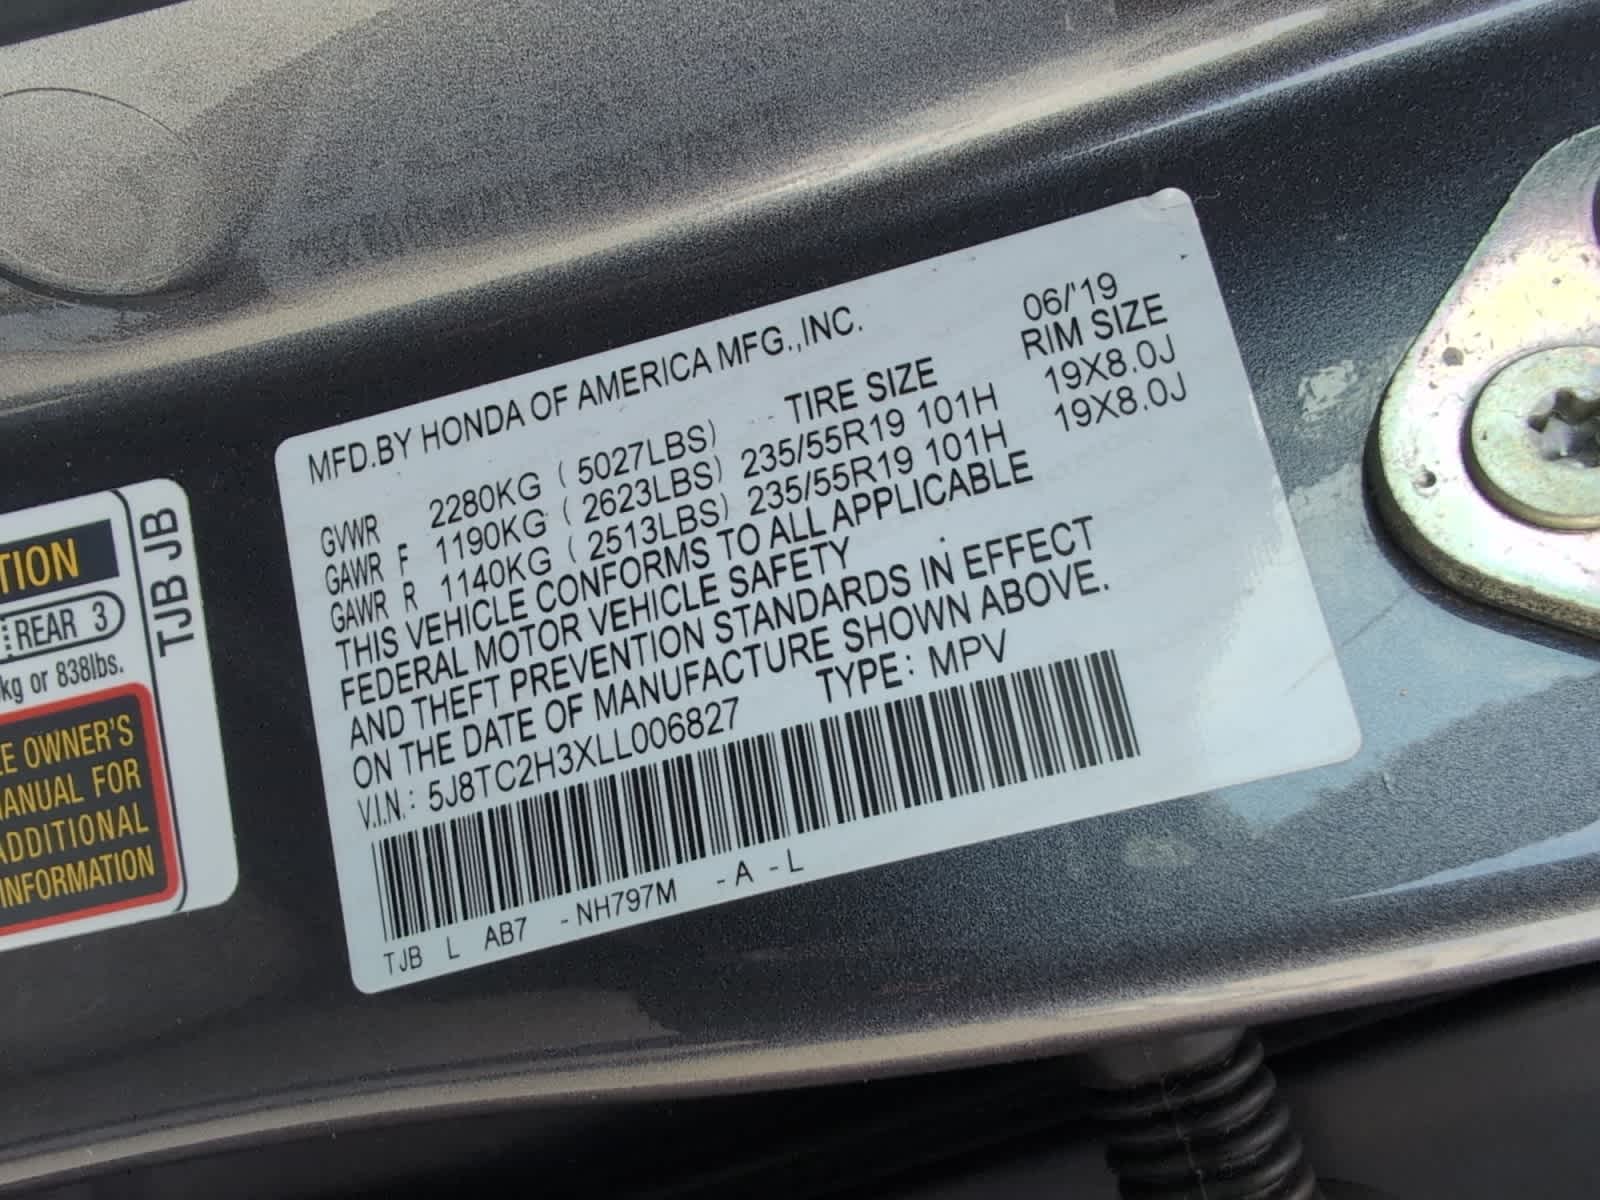 MFD.BY HONDA OF AMERICA MFG.,INC. 06/'19
GVWR 2280KG ( 5027LBS) TIRE SIZE RIM SIZE
GAWR F 1190KG ( 2623LBS) 235/55R19 101H 19X8.0J
GAWR R 1140KG ( 2513LBS) 235/55R19 101H 19X8.0J
THIS VEHICLE CONFORMS TO ALL APPLICABLE
FEDERAL MOTOR VEHICLE SAFETY
AND THEFT PREVENTION STANDARDS IN EFFECT
ON THE DATE OF MANUFACTURE SHOWN ABOVE.
V.I.N.: 5J8TC2H3XLL006827 TYPE: MPV
TJB L AB7 -NH797M -A -L
TION
REAR 3
kg or 838lbs.
EE OWNER'S
MANUAL FOR
ADDITIONAL
INFORMATION
TJB JB